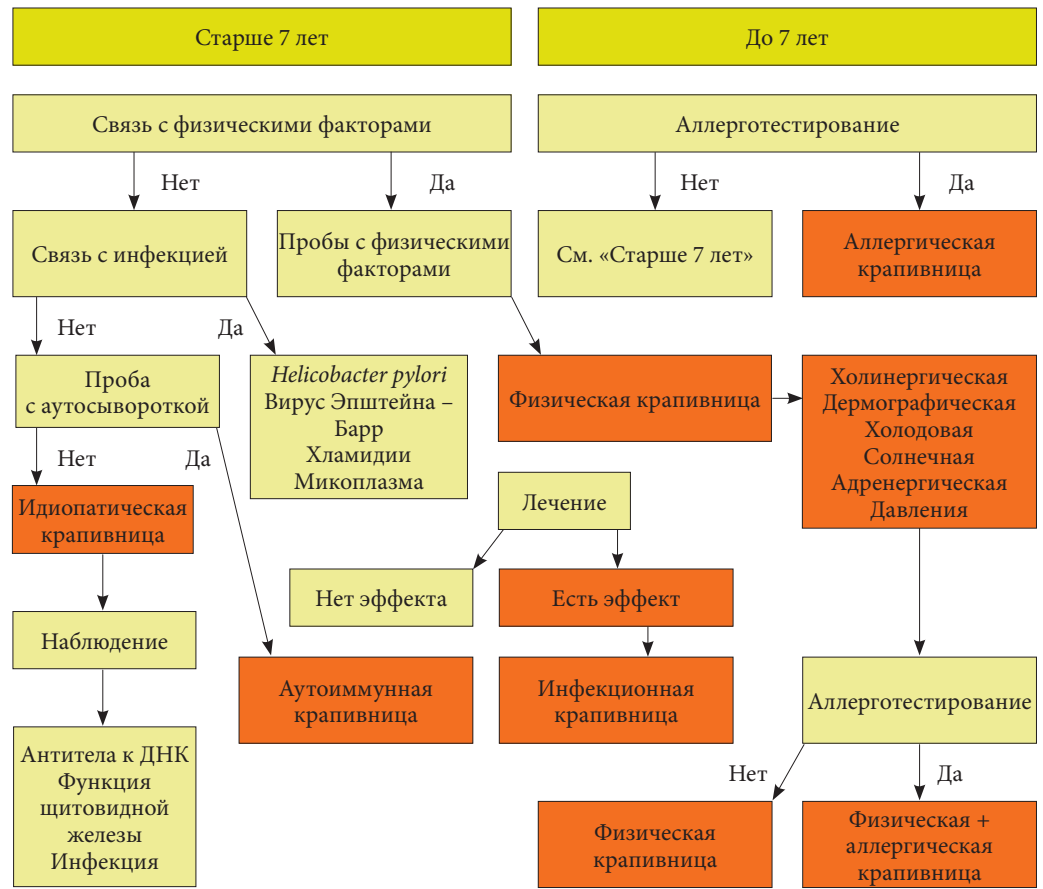 Старше 7 лет
До 7 лет
Связь с физическими факторами
Аллерготестирование
Нет
Да
Нет
Да
Связь с инфекцией
Пробы с физическими
факторами
См. «Старше 7 лет»
Аллергическая
крапивница
Нет
Да
Проба
с аутосывороткой
Helicobacter pylori
Вирус Эпштейна –
Барр
Хламидии
Микоплазма
Физическая крапивница
Холинергическая
Дермографическая
Холодовая
Солнечная
Адренергическая
Давления
Нет
Да
Идиопатическая
крапивница
Лечение
Нет эффекта
Есть эффект
Наблюдение
Аутоиммунная
крапивница
Инфекционная
крапивница
Аллерготестирование
Антитела к ДНК
Функция
щитовидной
железы
Инфекция
Нет
Да
Физическая
крапивница
Физическая +
аллергическая
крапивница